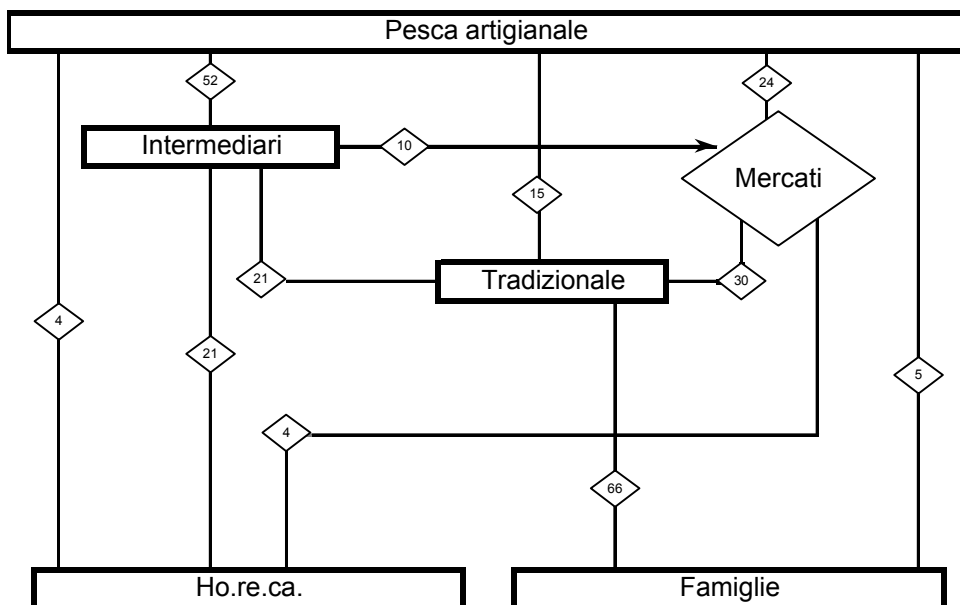 Pesca artigianale
52
24
Intermediari
10
Mercati
15
21
Tradizionale
30
4
21
5
4
66
Ho.re.ca.
Famiglie